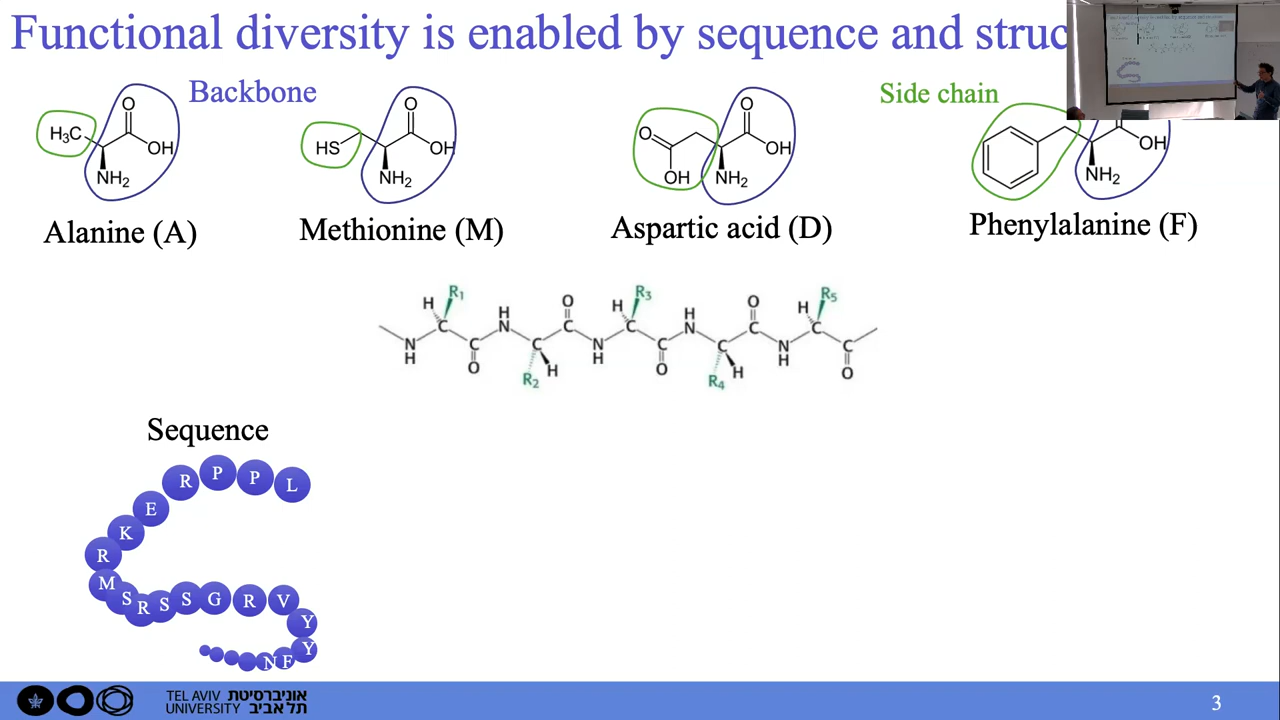 Functional diversity is enabled by sequence and struc
Backbone
Side chain
H₃C
O
OH
NH₂
HS
O
OH
NH₂
O
OH
O
OH
NH₂
OH
NH₂
Alanine (A)
Methionine (M)
Aspartic acid (D)
Phenylalanine (F)
H R₁ H N O H R₃ H N O H R₅
N H C C O C R₂ H C N H C C O C R₄ H C N H C C O
Sequence
R P P L
E
K
R
M
S R S S G R V
Y
Y
N F
TEL AVIV אוניברסיטת
UNIVERSITY תל אביב
3